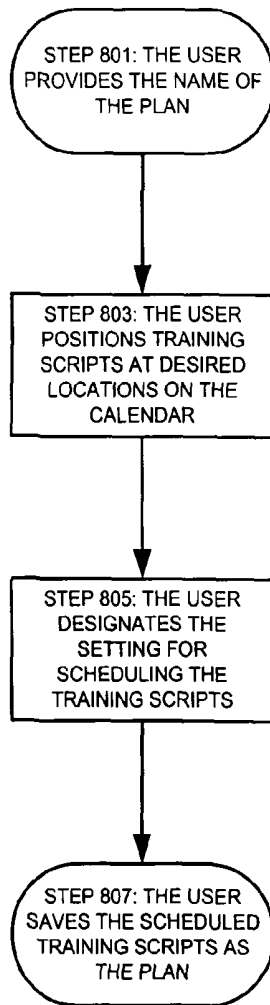 STEP 801: THE USER
PROVIDES THE NAME OF
THE PLAN
STEP 803: THE USER
POSITIONS TRAINING
SCRIPTS AT DESIRED
LOCATIONS ON THE
CALENDAR
STEP 805: THE USER
DESIGNATES THE
SETTING FOR
SCHEDULING THE
TRAINING SCRIPTS
STEP 807: THE USER
SAVES THE SCHEDULED
TRAINING SCRIPTS AS
THE PLAN